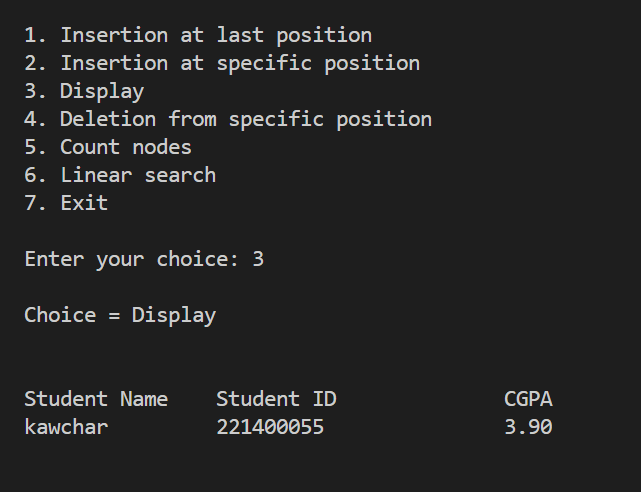 1. Insertion at last position
2. Insertion at specific position
3. Display
4. Deletion from specific position
5. Count nodes
6. Linear search
7. Exit
Enter your choice: 3
Choice = Display
Student Name    Student ID              CGPA
kawchar         221400055               3.90